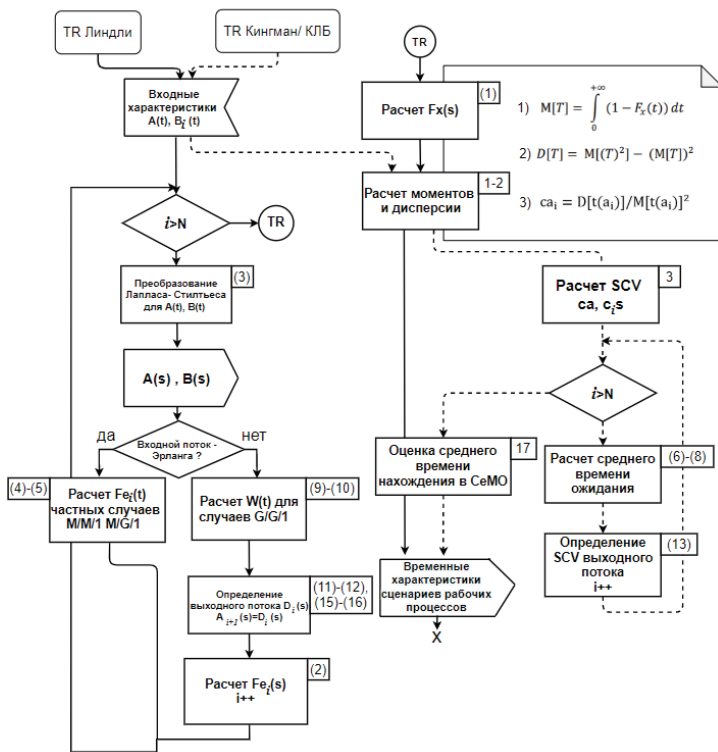 TR Линдли
TR Кингман/ КЛБ
TR
Входные
характеристики
A(t), B𝑖 (t)
(1)
Расчет Fx(s)
1) M[T] = ∫₀⁺∞ (1 − Fₓ(t)) dt
2) D[T] = M[(T)²] − (M[T])²
3) caᵢ = D[t(aᵢ)]/M[t(aᵢ)]²
1-2
Расчет моментов
и дисперсии
i>N
TR
(3)
Преобразование
Лапласа- Стилтьеса
для A(t), B(t)
3
Расчет SCV
ca, cᵢs
A(s) , B(s)
i>N
да
Входной поток -
Эрланга ?
нет
(4)-(5)
Расчет Feᵢ(t)
частных случаев
M/M/1 M/G/1
(9)-(10)
Расчет W(t) для
случаев G/G/1
17
Оценка среднего
времени
нахождения в СеМО
(6)-(8)
Расчет среднего
времени
ожидания
(13)
Определение
SCV выходного
потока
i++
(11)-(12),
(15)-(16)
Определение
выходного потока Dᵢ(s)
A ᵢ₊₁ (s)=Dᵢ (s)
Временные
характеристики
сценариев рабочих
процессов
X
(2)
Расчет Feᵢ(s)
i++